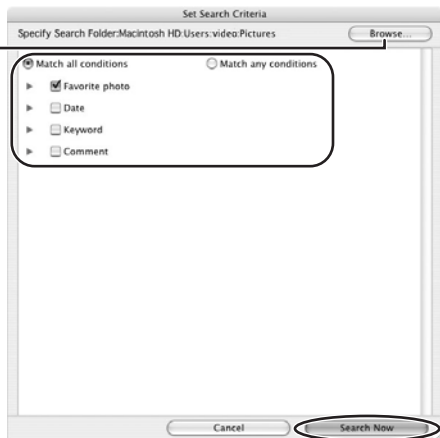 Set Search Criteria
Specify Search Folder:Macintosh HD:Users:video:Pictures Browse...
Match all conditions Match any conditions
Favorite photo
Date
Keyword
Comment
Cancel Search Now